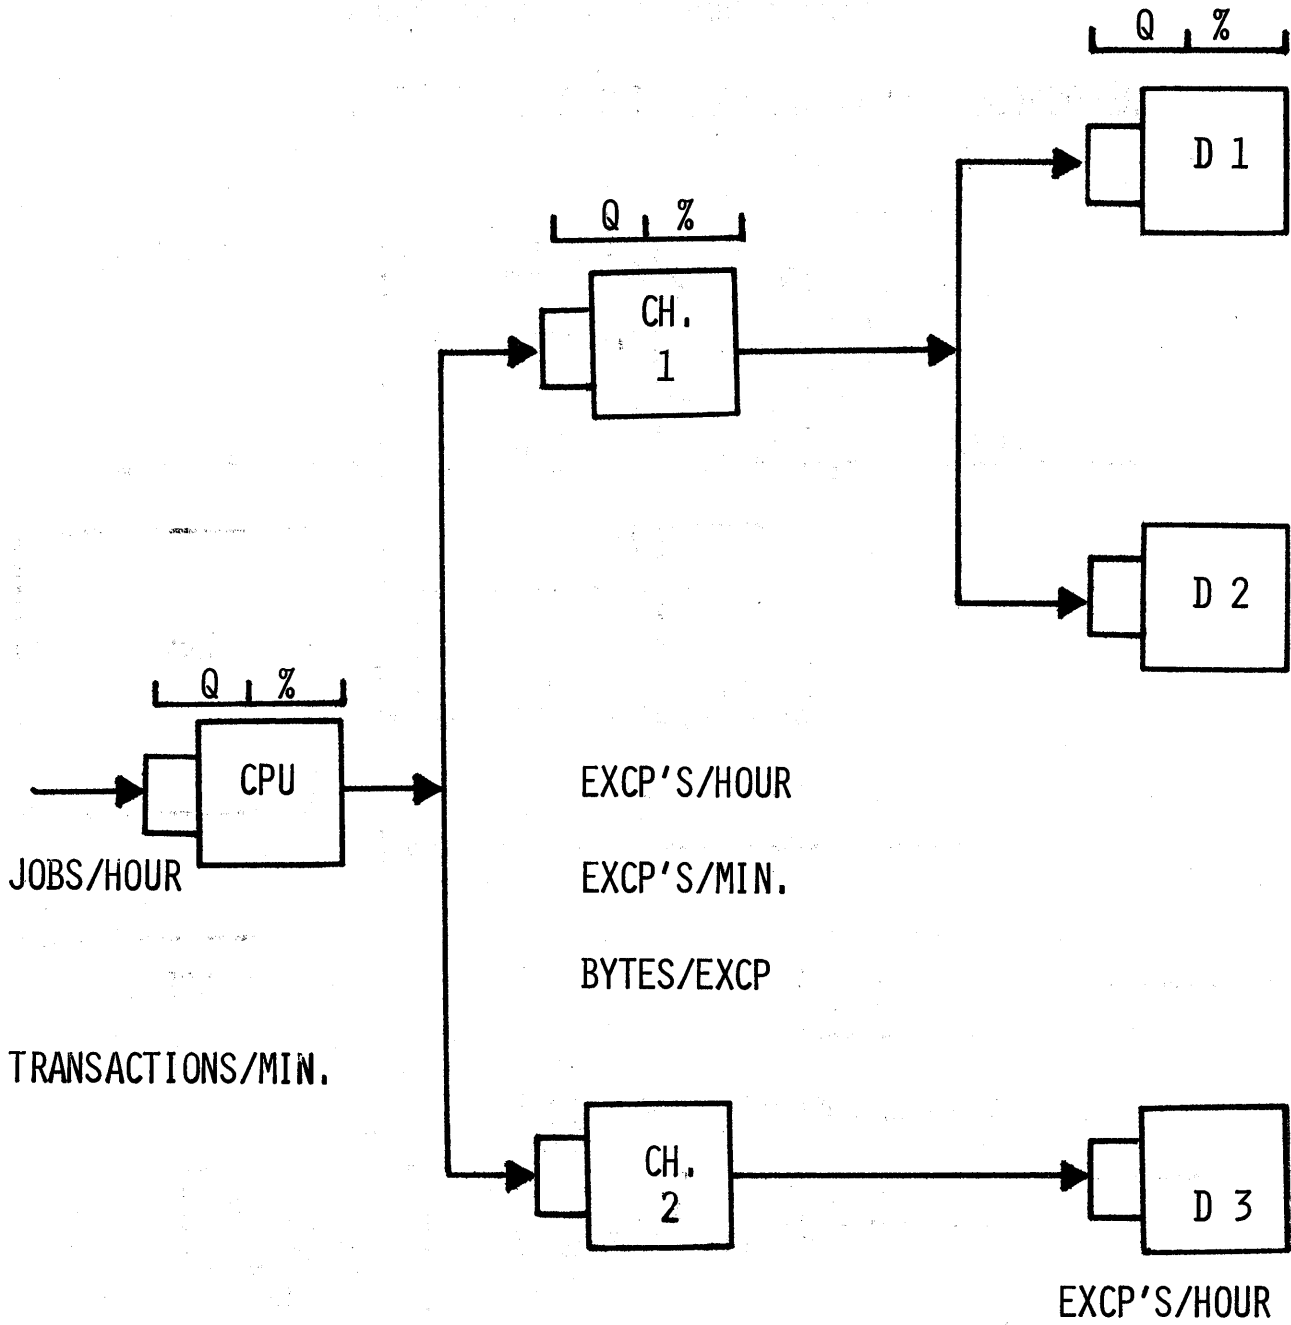 Q %
D 1
Q %
CH.
1
D 2
Q %
CPU
JOBS/HOUR
TRANSACTIONS/MIN.
EXCP'S/HOUR
EXCP'S/MIN.
BYTES/EXCP
CH.
2
D 3
EXCP'S/HOUR